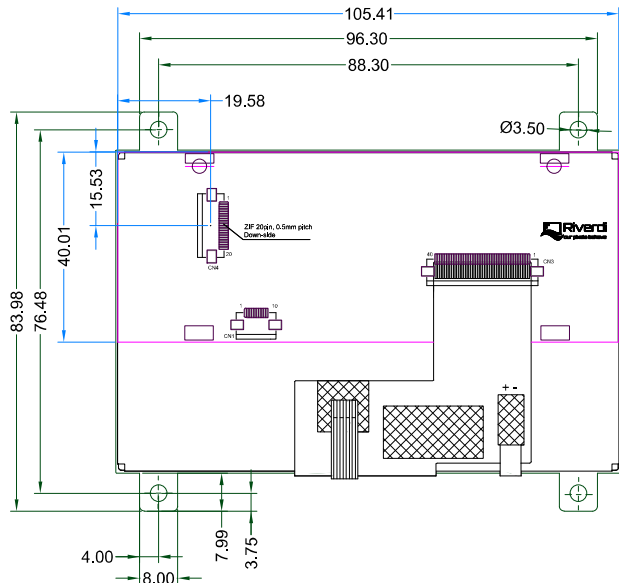 105.41
96.30
88.30
19.58
Ø3.50
15.53
40.01
76.48
83.98
1
ZIF 20pin, 0.5mm pitch
Down-side
20
CN4
Riverdi
40
1
CN3
1
10
CN1
+ -
7.99
3.75
4.00
8.00